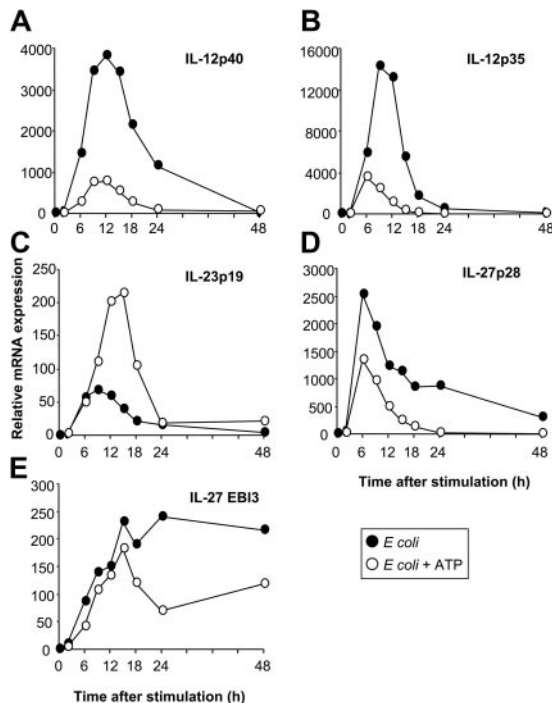 A
IL-12p40
4000
3000
2000
1000
0
0 6 12 18 24 48
B
IL-12p35
16000
12000
8000
4000
0
0 6 12 18 24 48
C
IL-23p19
250
200
150
100
50
0
0 6 12 18 24 48
Relative mRNA expression
D
IL-27p28
3000
2500
2000
1500
1000
500
0
0 6 12 18 24 48
Time after stimulation (h)
E
IL-27 EBI3
300
250
200
150
100
50
0
0 6 12 18 24 48
Time after stimulation (h)
E coli
E coli + ATP